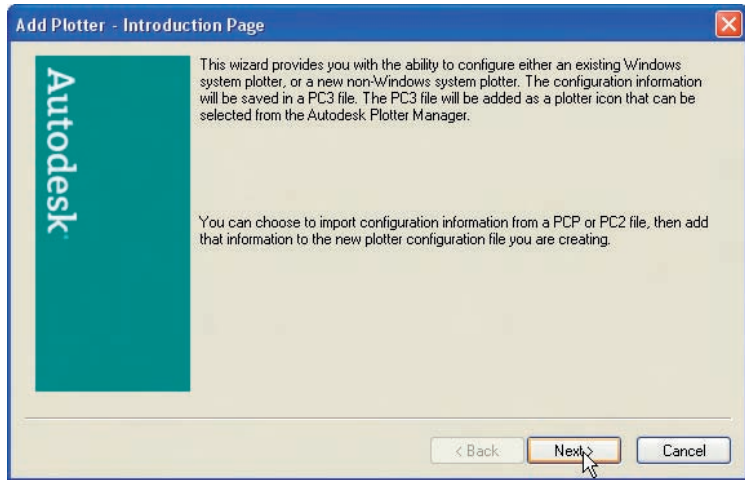 Add Plotter - Introduction Page
Autodesk
This wizard provides you with the ability to configure either an existing Windows
system plotter, or a new non-Windows system plotter. The configuration information
will be saved in a PC3 file. The PC3 file will be added as a plotter icon that can be
selected from the Autodesk Plotter Manager.
You can choose to import configuration information from a PCP or PC2 file, then add
that information to the new plotter configuration file you are creating.
< Back
Next >
Cancel